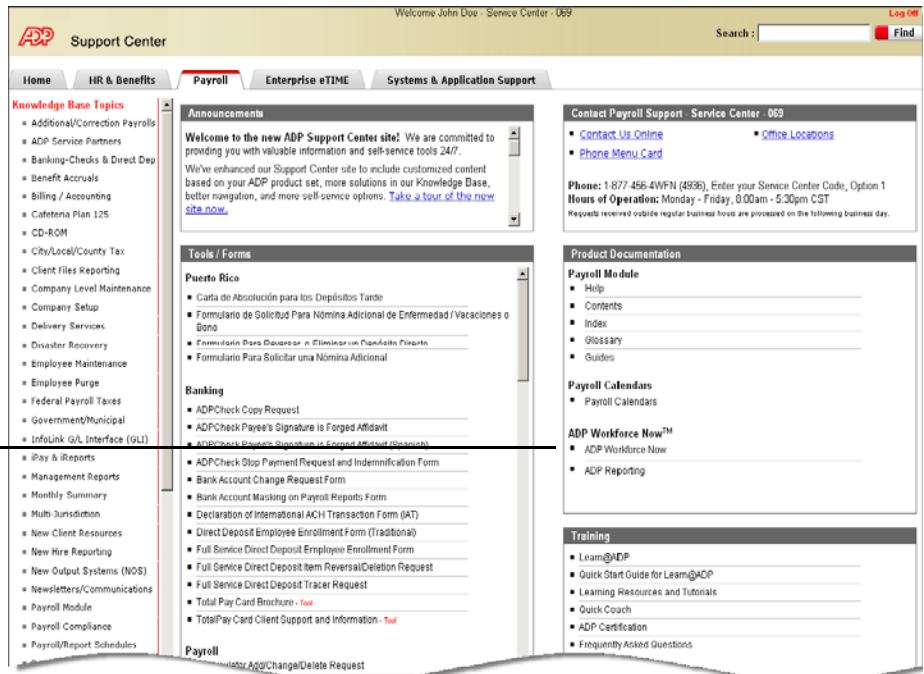 Welcome John Doe - Service Center - 069
Log Off
ADP
Support Center
Search :
Find
Home
HR & Benefits
Payroll
Enterprise eTIME
Systems & Application Support
Knowledge Base Topics
Additional/Correction Payrolls
ADP Service Partners
Banking-Checks & Direct Dep
Benefit Accruals
Billing / Accounting
Cafeteria Plan 125
CD-ROM
City/Local/County Tax
Client Files Reporting
Company Level Maintenance
Company Setup
Delivery Services
Disaster Recovery
Employee Maintenance
Employee Purge
Federal Payroll Taxes
Government/Municipal
InfoLink G/L Interface (GLI)
iPay & iReports
Management Reports
Monthly Summary
Multi-Jurisdiction
New Client Resources
New Hire Reporting
New Output Systems (NOS)
Newsletters/Communications
Payroll Module
Payroll Compliance
Payroll/Report Schedules
Announcements
Welcome to the new ADP Support Center site! We are committed to
providing you with valuable information and self-service tools 24/7.
We've enhanced our Support Center site to include customized content
based on your ADP product set, more solutions in our Knowledge Base,
better navigation, and more self-service options. Take a tour of the new
site now.
Tools / Forms
Puerto Rico
Carta de Absolución para los Depósitos Tarde
Formulario de Solicitud Para Nómina Adicional de Enfermedad / Vacaciones o
Bono
Formulario Para Reversar o Eliminar un Depósito Directo
Formulario Para Solicitar una Nómina Adicional
Banking
ADPCheck Copy Request
ADPCheck Payee's Signature is Forged Affidavit
ADPCheck Payee's Signature is Forged Affidavit (Spanish)
ADPCheck Stop Payment Request and Indemnification Form
Bank Account Change Request Form
Bank Account Masking on Payroll Reports Form
Declaration of International ACH Transaction Form (IAT)
Direct Deposit Employee Enrollment Form (Traditional)
Full Service Direct Deposit Employee Enrollment Form
Full Service Direct Deposit Item Reversal/Deletion Request
Full Service Direct Deposit Tracer Request
Total Pay Card Brochure - Tool
TotalPay Card Client Support and Information - Tool
Payroll
Add/Change/Delete Request
Contact Payroll Support - Service Center - 069
Contact Us Online
Office Locations
Phone Menu Card
Phone: 1-877-456-4WFN (4936), Enter your Service Center Code, Option 1
Hours of Operation: Monday - Friday, 8:00am - 5:30pm CST
Requests received outside regular business hours are processed on the following business day.
Product Documentation
Payroll Module
Help
Contents
Index
Glossary
Guides
Payroll Calendars
Payroll Calendars
ADP Workforce Now™
ADP Workforce Now
ADP Reporting
Training
Learn@ADP
Quick Start Guide for Learn@ADP
Learning Resources and Tutorials
Quick Coach
ADP Certification
Frequently Asked Questions